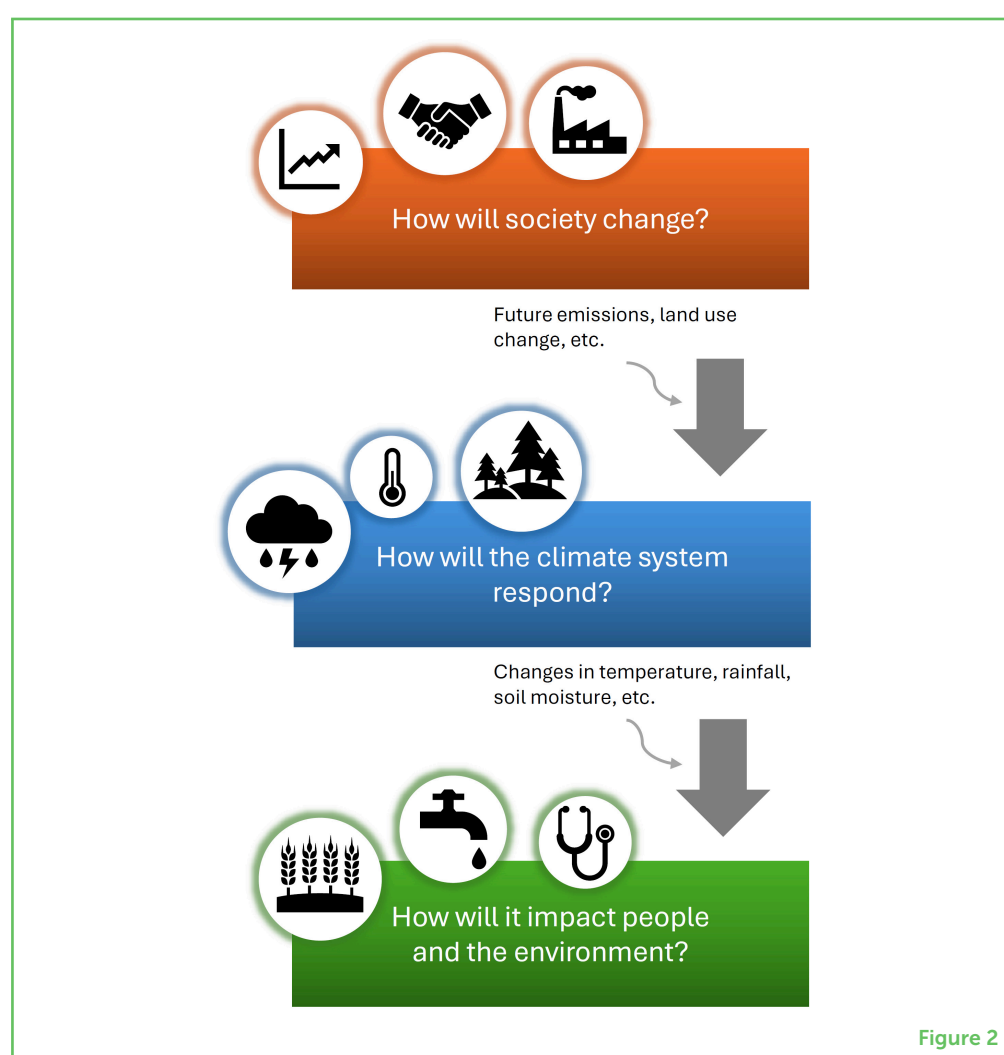 How will society change?
Future emissions, land use
change, etc.
How will the climate system
respond?
Changes in temperature, rainfall,
soil moisture, etc.
How will it impact people
and the environment?
Figure 2